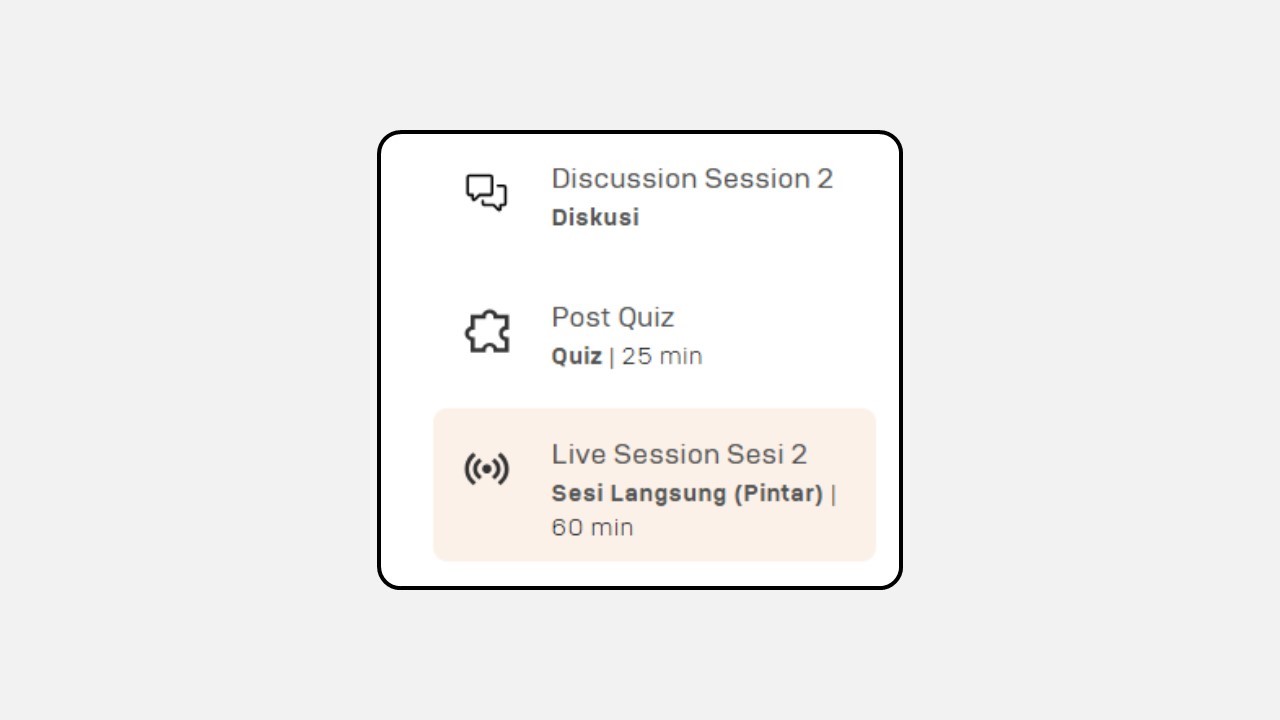 Discussion Session 2
Diskusi
Post Quiz
Quiz | 25 min
Live Session Sesi 2
Sesi Langsung (Pintar) |
60 min